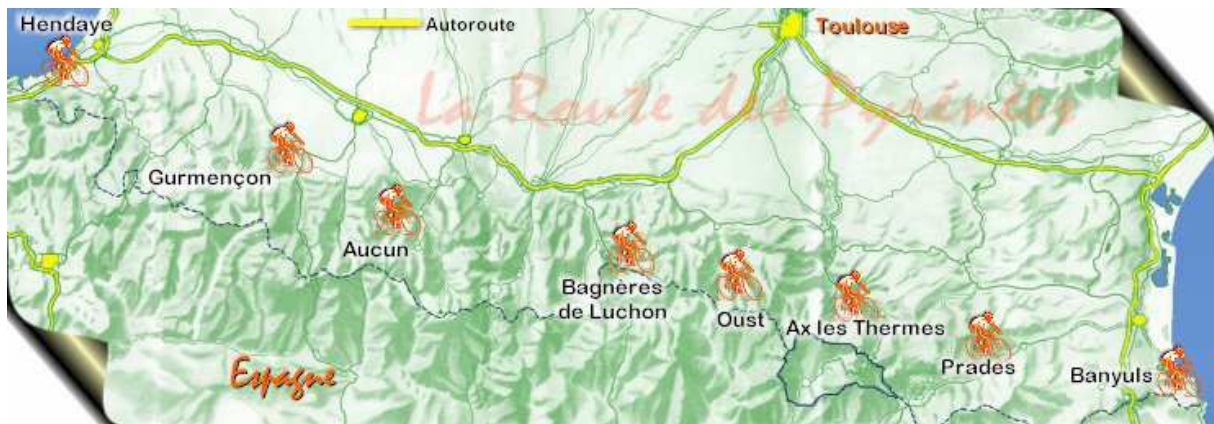 Hendaye
Autoroute
Toulouse
La Route des Pyrénées
Gurmençon
Aucun
Bagnères
de Luchon
Oust
Ax les Thermes
Prades
Banyuls
Espagne